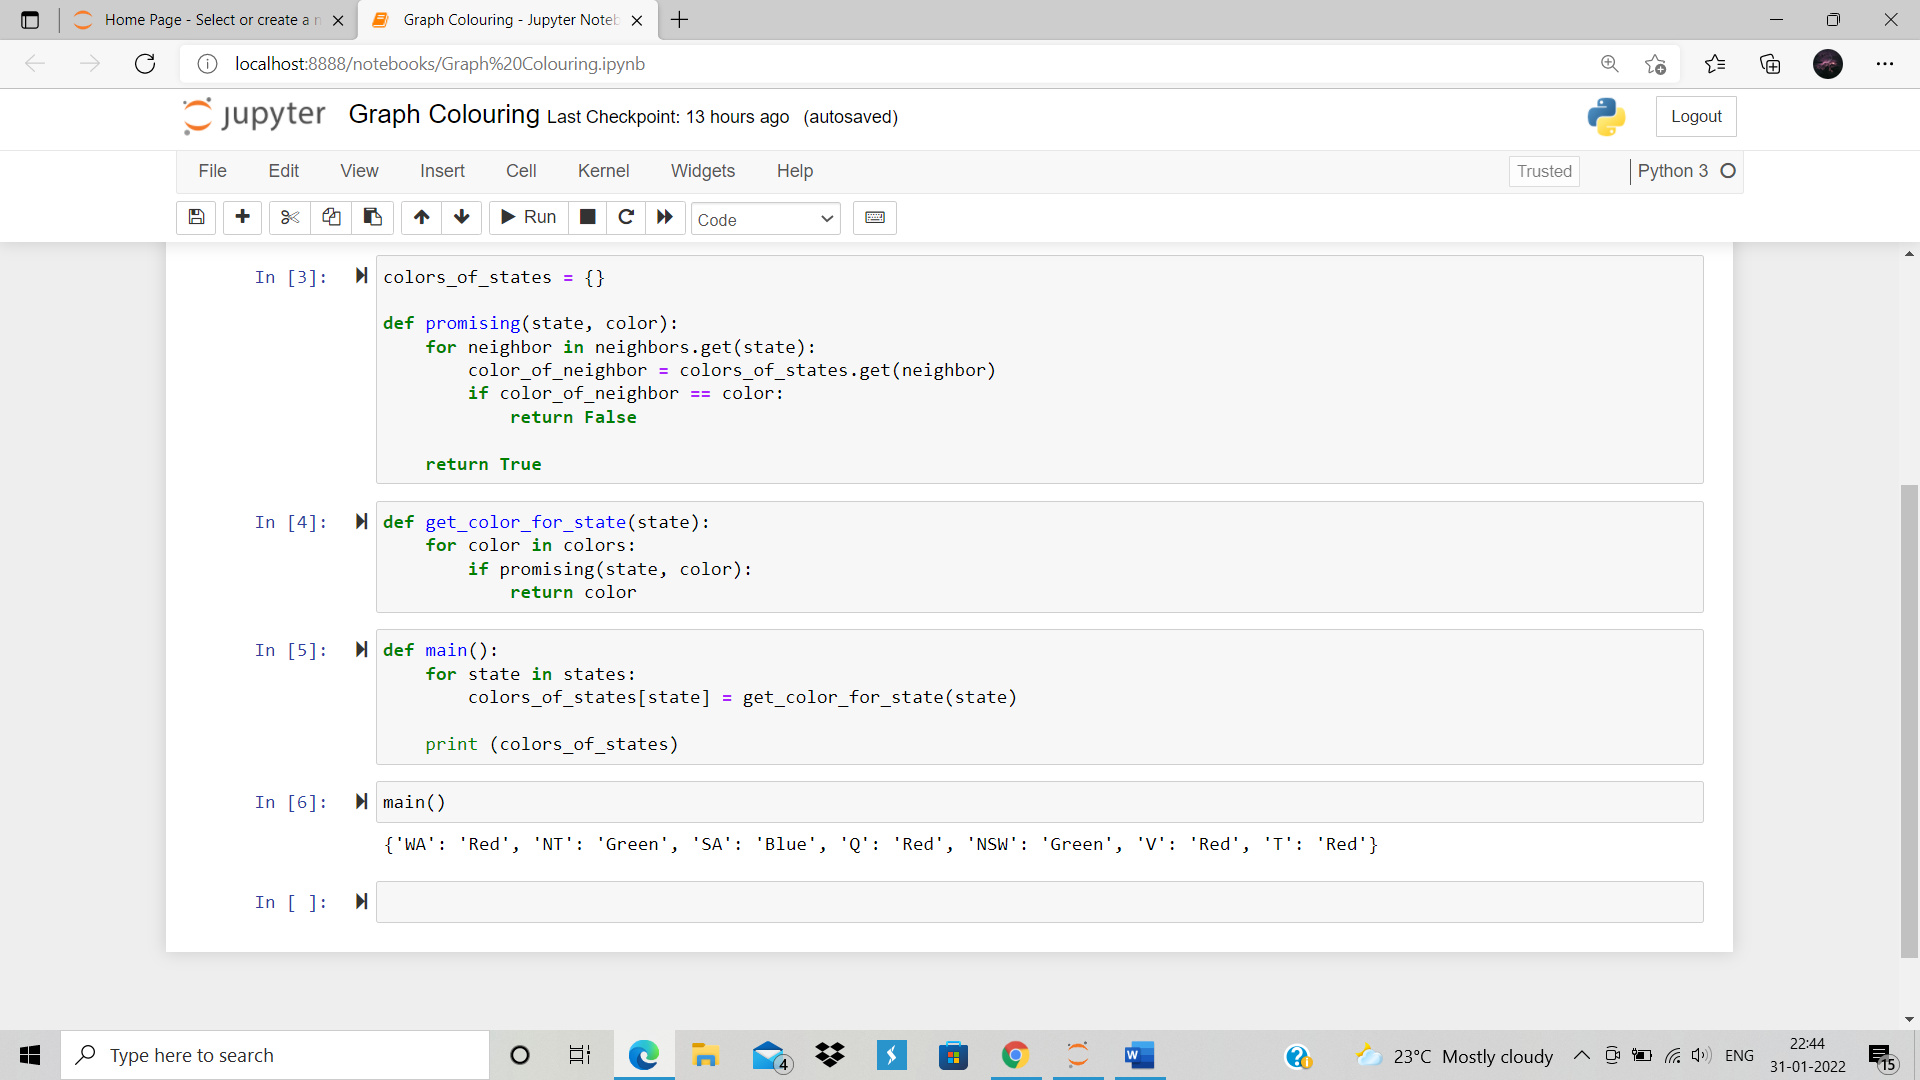 Home Page - Select or create a n
Graph Colouring - Jupyter Noteb
localhost:8888/notebooks/Graph%20Colouring.ipynb
jupyter Graph Colouring Last Checkpoint: 13 hours ago (autosaved)
Logout
File Edit View Insert Cell Kernel Widgets Help
Trusted
Python 3
Run
Code
In [3]:
colors_of_states = {}
def promising(state, color):
    for neighbor in neighbors.get(state):
        color_of_neighbor = colors_of_states.get(neighbor)
        if color_of_neighbor == color:
            return False
    return True
In [4]:
def get_color_for_state(state):
    for color in colors:
        if promising(state, color):
            return color
In [5]:
def main():
    for state in states:
        colors_of_states[state] = get_color_for_state(state)
    print (colors_of_states)
In [6]:
main()
{'WA': 'Red', 'NT': 'Green', 'SA': 'Blue', 'Q': 'Red', 'NSW': 'Green', 'V': 'Red', 'T': 'Red'}
In [ ]:
Type here to search
4
W
23°C Mostly cloudy
ENG
22:44
31-01-2022
15